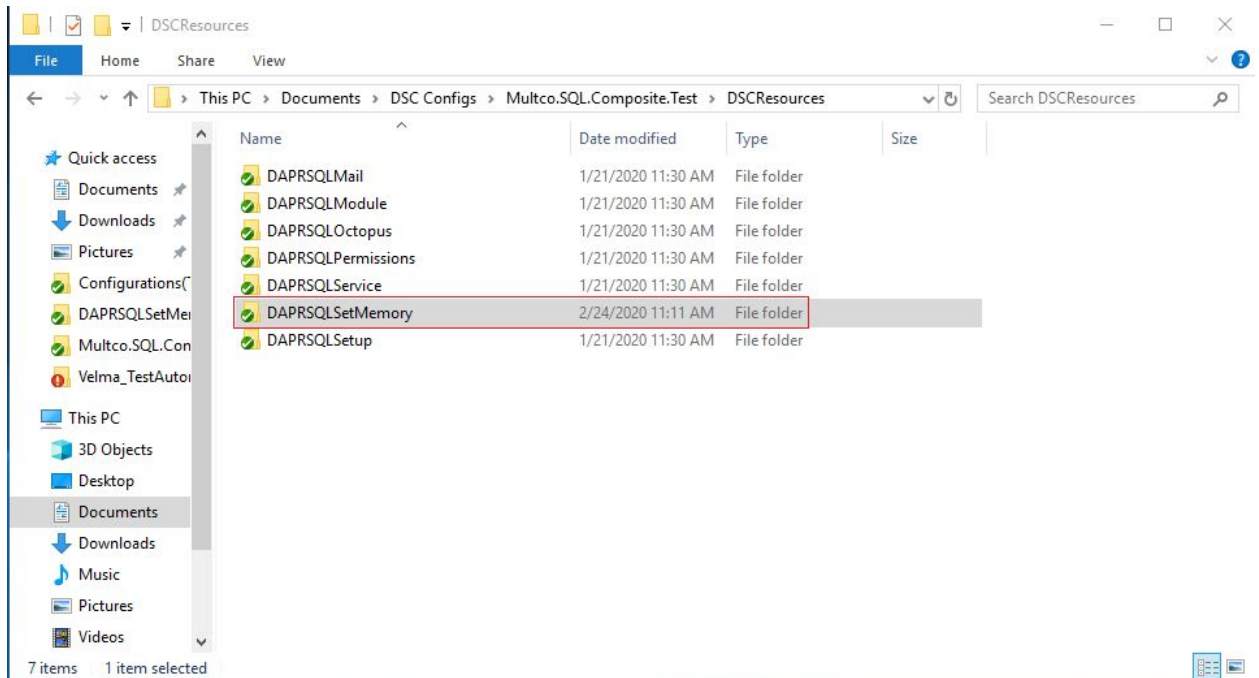 DSCResources
File Home Share View
This PC > Documents > DSC Configs > Multco.SQL.Composite.Test > DSCResources
Search DSCResources
Name Date modified Type Size
Quick access
Documents
Downloads
Pictures
Configurations(
DAPRSQLSetMe
Multco.SQL.Con
Velma_TestAuto
This PC
3D Objects
Desktop
Documents
Downloads
Music
Pictures
Videos
DAPRSQLMail 1/21/2020 11:30 AM File folder
DAPRSQLModule 1/21/2020 11:30 AM File folder
DAPRSQLOctopus 1/21/2020 11:30 AM File folder
DAPRSQLPermissions 1/21/2020 11:30 AM File folder
DAPRSQLService 1/21/2020 11:30 AM File folder
DAPRSQLSetMemory 2/24/2020 11:11 AM File folder
DAPRSQLSetup 1/21/2020 11:30 AM File folder
7 items 1 item selected